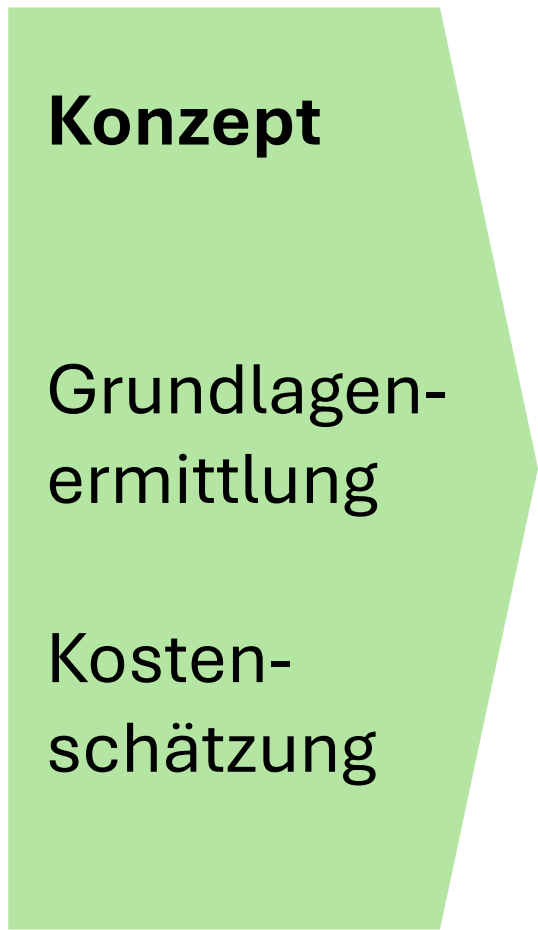 Konzept
Grundlagen-
ermittlung
Kosten-
schätzung